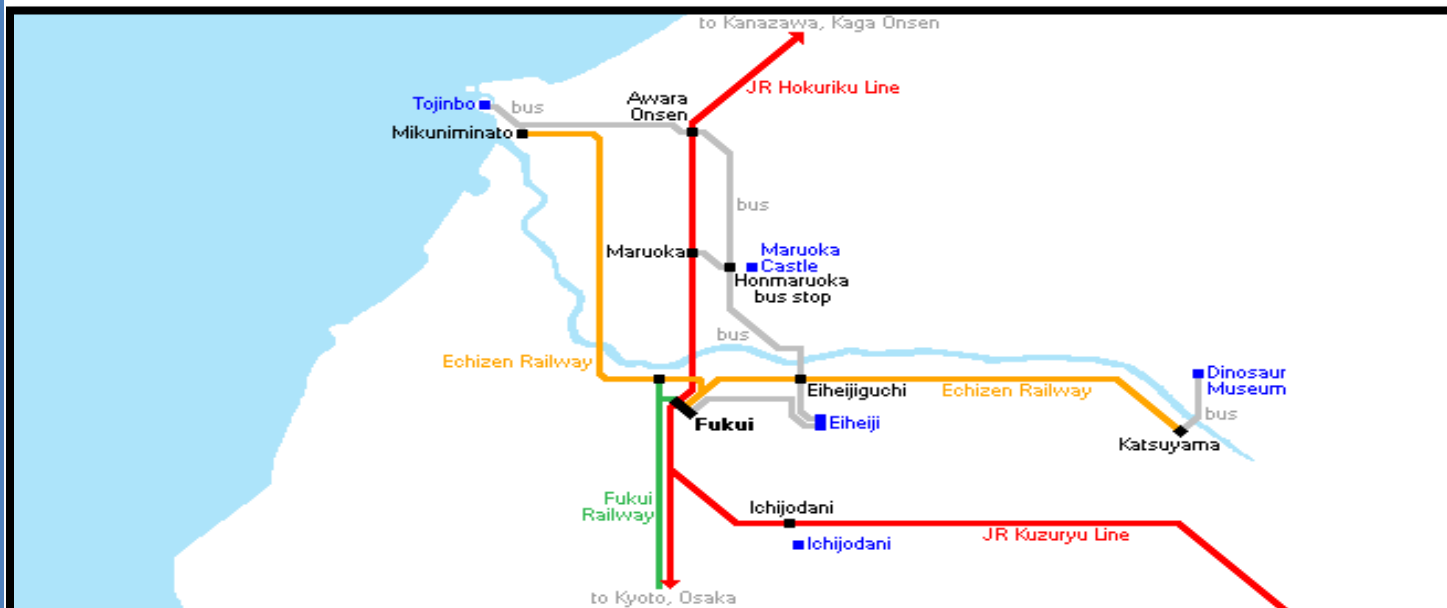 to Kanazawa, Kaga Onsen
JR Hokuriku Line
Awara
Onsen
Tojinbo
bus
Mikuniminato
bus
Maruoka
Maruoka
Castle
Honmaruoka
bus stop
bus
Echizen Railway
Eiheijiguchi
Echizen Railway
Dinosaur
Museum
bus
Fukui
Eiheiji
Katsuyama
Fukui
Railway
Ichijodani
JR Kuzuryu Line
Ichijodani
to Kyoto, Osaka